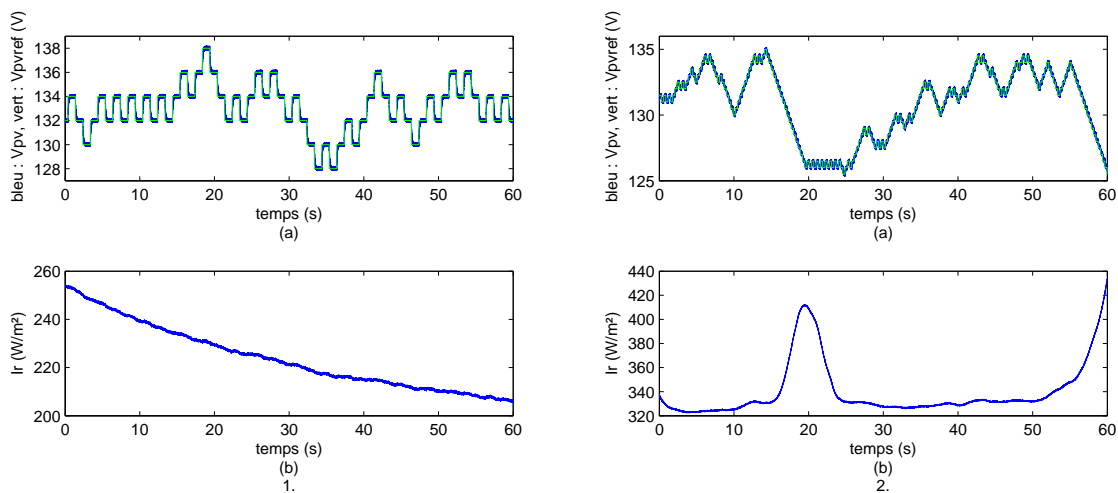 bleu : Vpv, vert : Vpvref (V)
138
136
134
132
130
128
0 10 20 30 40 50 60
temps (s)
(a)
Ir (W/m²)
260
240
220
200
0 10 20 30 40 50 60
temps (s)
(b)
1.
bleu : Vpv, vert : Vpvref (V)
135
130
125
0 10 20 30 40 50 60
temps (s)
(a)
Ir (W/m²)
440
420
400
380
360
340
320
0 10 20 30 40 50 60
temps (s)
(b)
2.